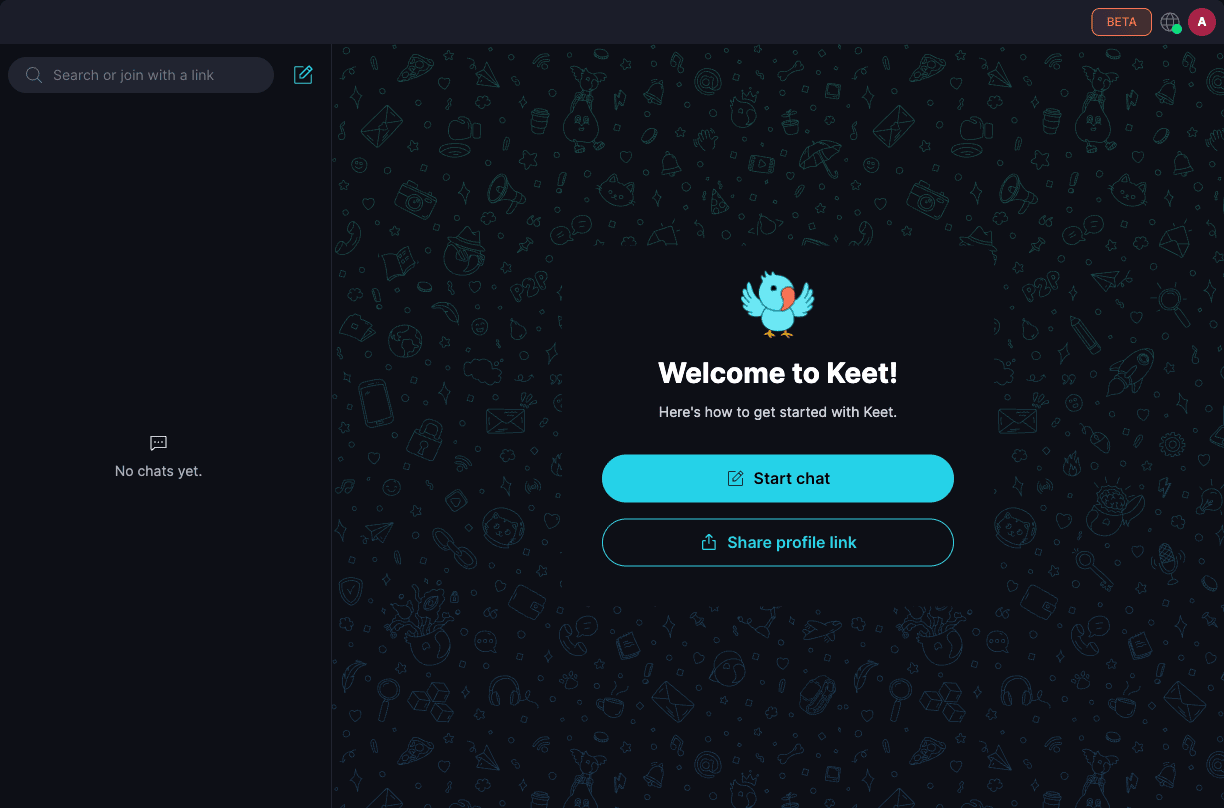 BETA
A
Search or join with a link
No chats yet.
Welcome to Keet!
Here's how to get started with Keet.
Start chat
Share profile link